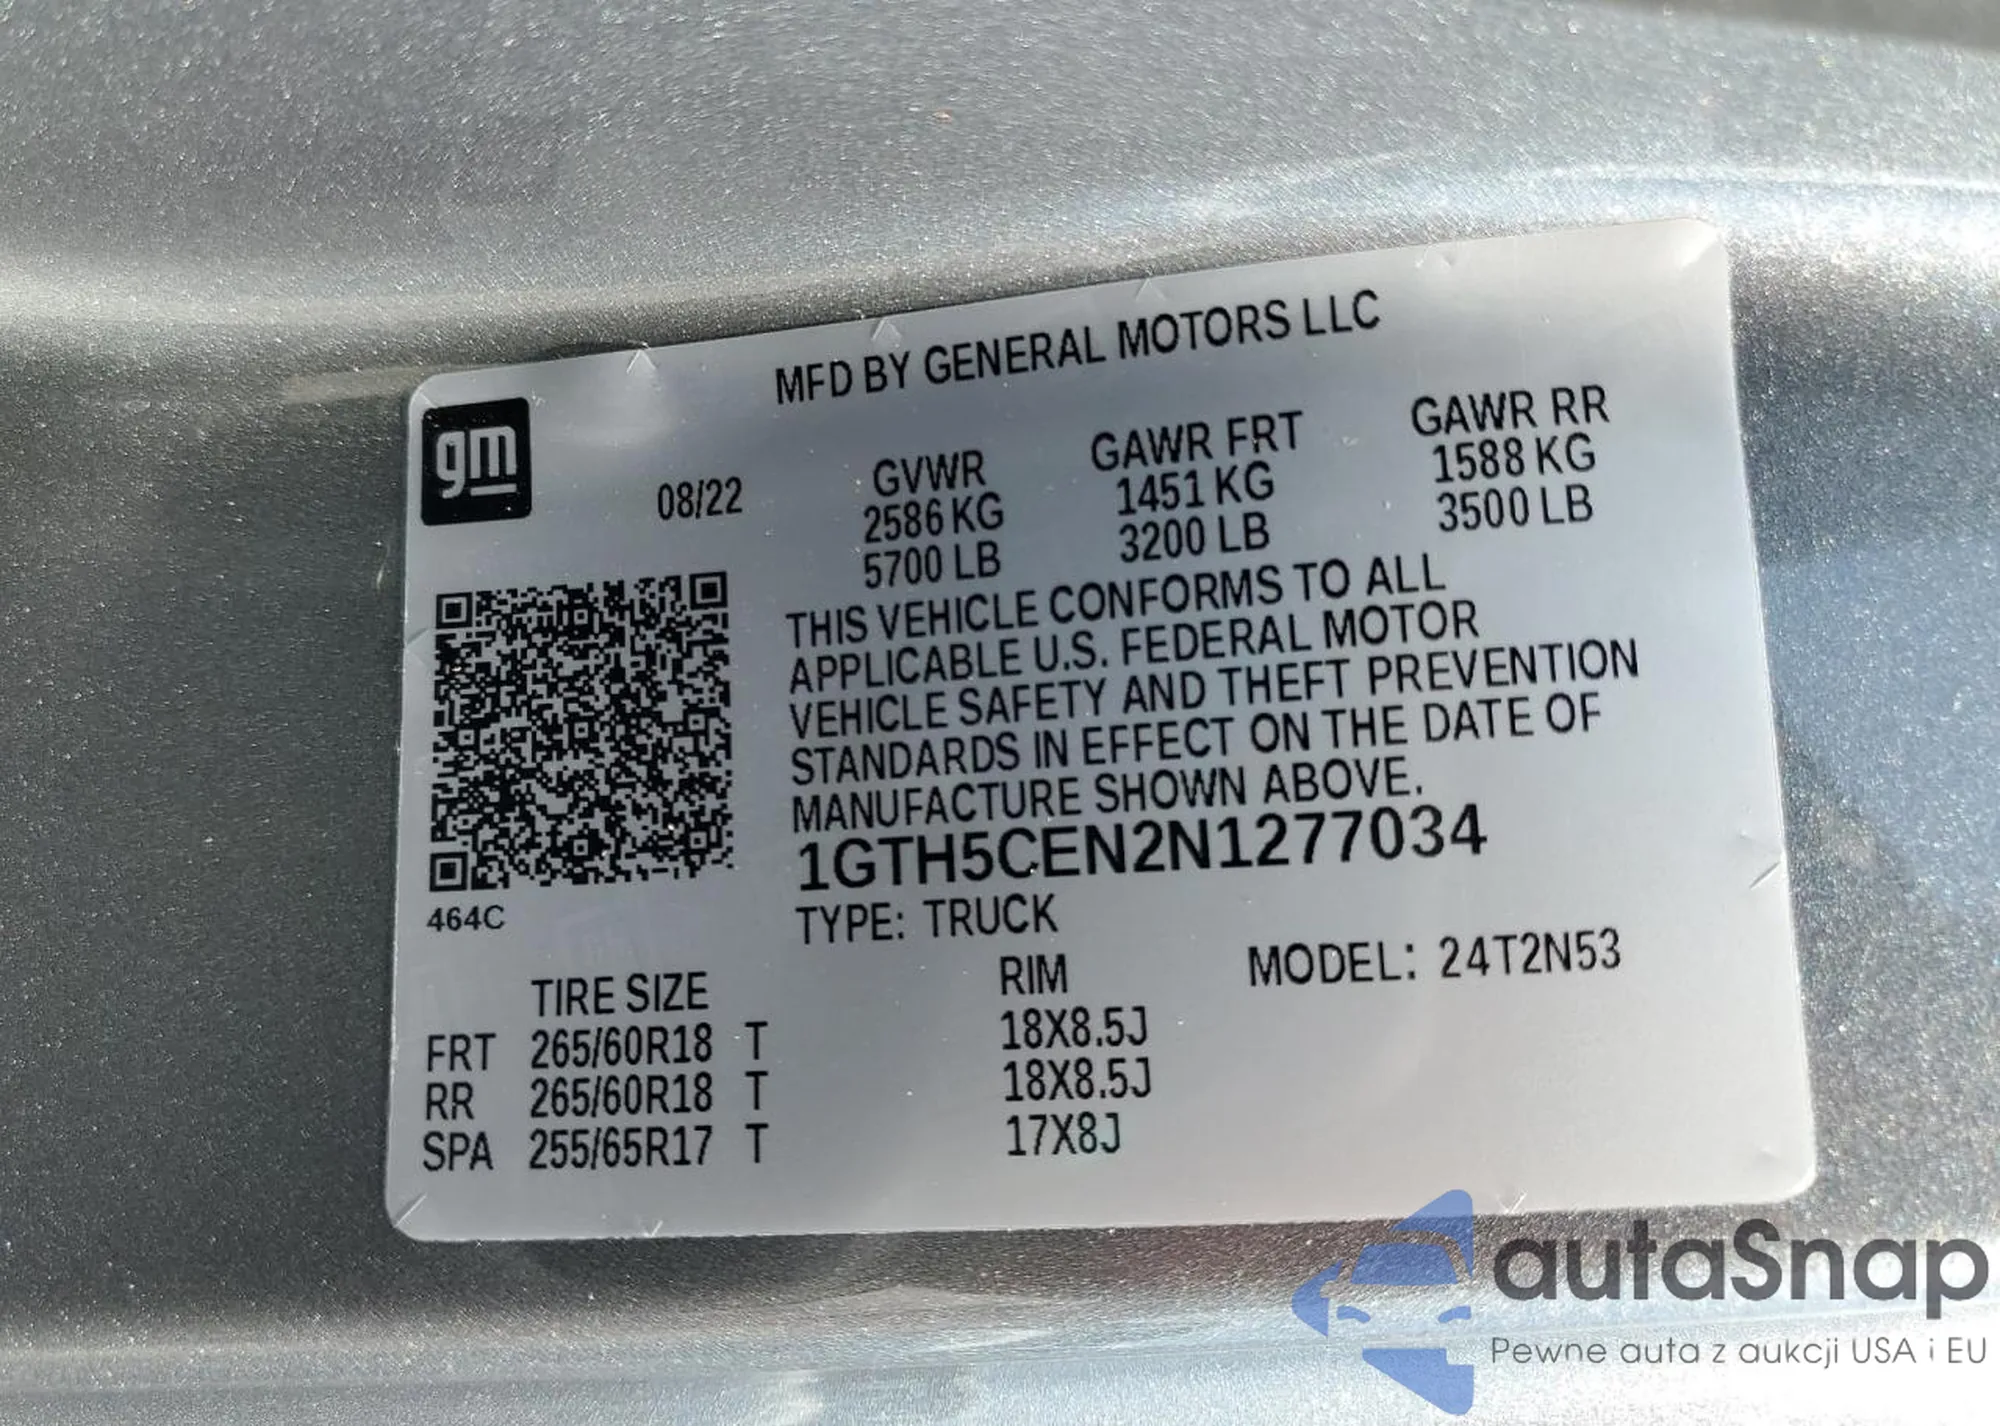 MFD BY GENERAL MOTORS LLC
gm
08/22
GVWR GAWR FRT GAWR RR
2586 KG 1451 KG 1588 KG
5700 LB 3200 LB 3500 LB
THIS VEHICLE CONFORMS TO ALL
APPLICABLE U.S. FEDERAL MOTOR
VEHICLE SAFETY AND THEFT PREVENTION
STANDARDS IN EFFECT ON THE DATE OF
MANUFACTURE SHOWN ABOVE.
1GTH5CEN2N1277034
464C
TYPE: TRUCK
TIRE SIZE RIM MODEL: 24T2N53
FRT 265/60R18 T 18X8.5J
RR 265/60R18 T 18X8.5J
SPA 255/65R17 T 17X8J
autaSnap
Pewne auta z aukcji USA i EU